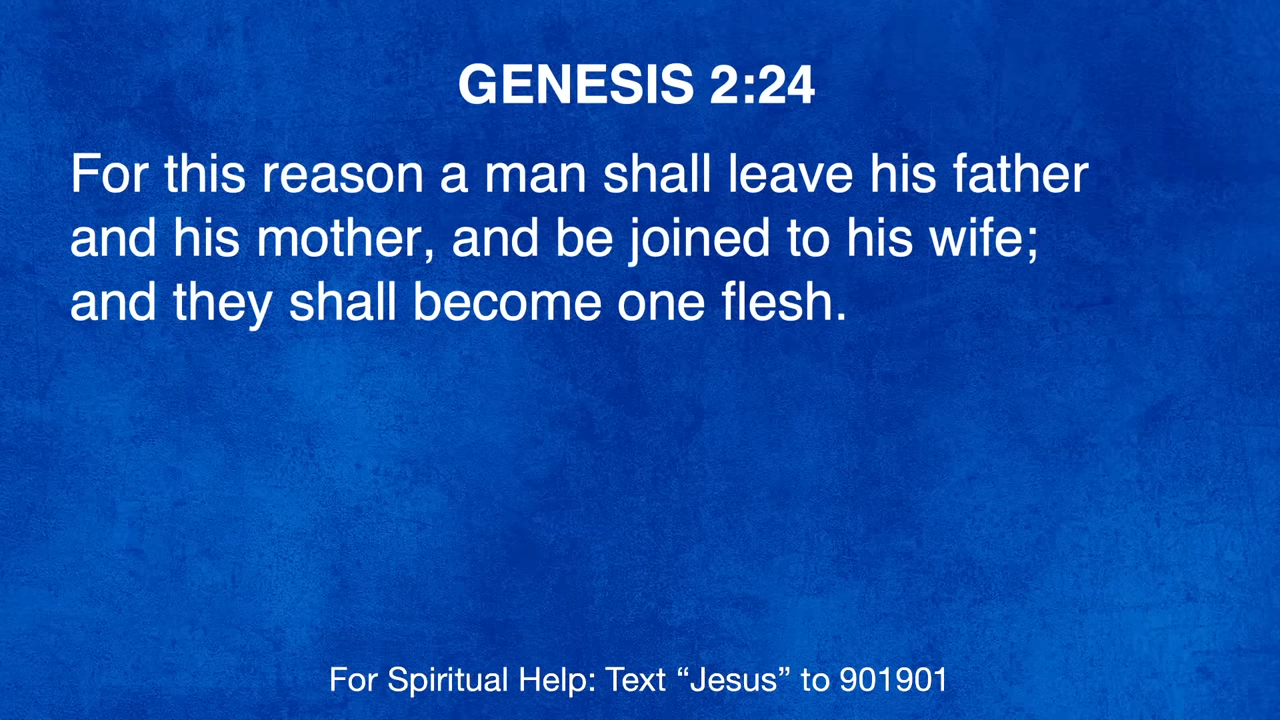 GENESIS 2:24
For this reason a man shall leave his father
and his mother, and be joined to his wife;
and they shall become one flesh.
For Spiritual Help: Text “Jesus” to 901901